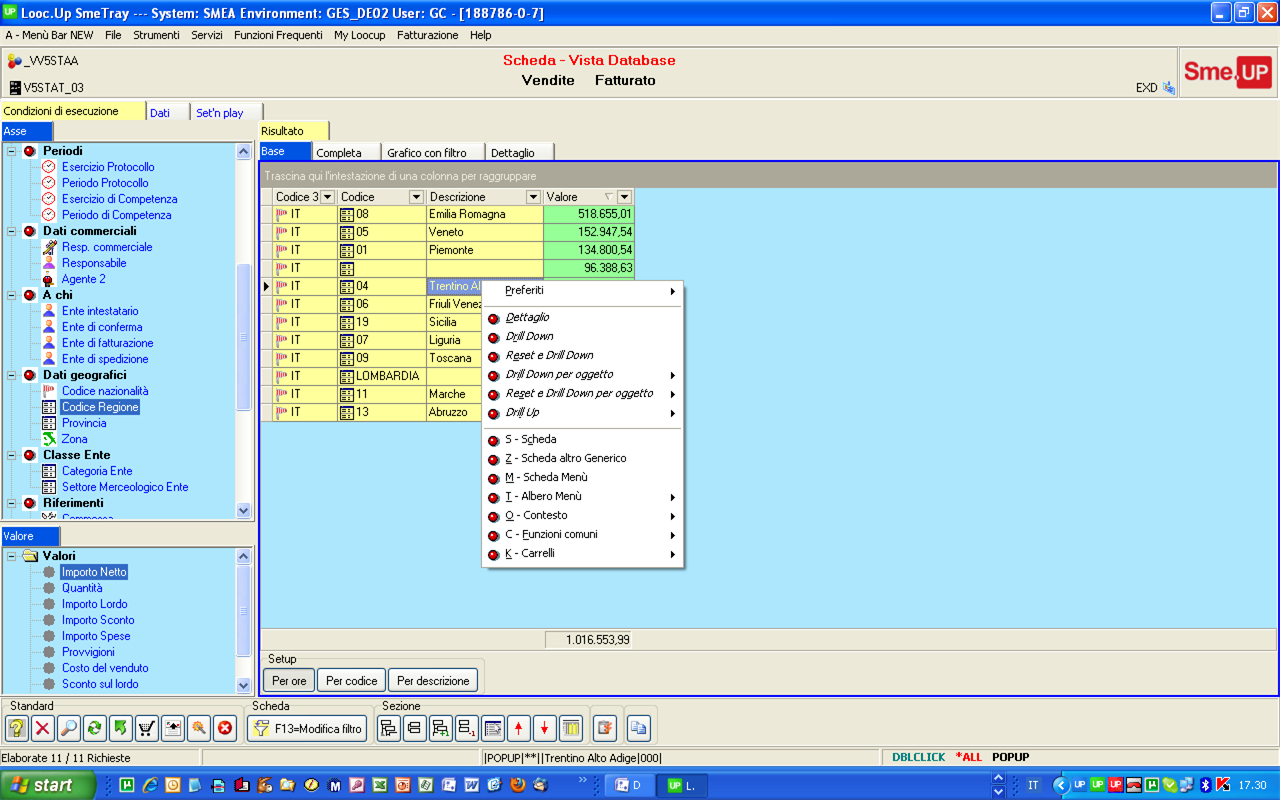 UP Looc.Up SmeTray --- System: SMEA Environment: GES_DE02 User: GC - [188786-0-7]
A - Menù Bar NEW File Strumenti Servizi Funzioni Frequenti My Loocup Fatturazione Help
_VV5STAA
V5STAT_03
Scheda - Vista Database
Vendite Fatturato
EXD
Sme.UP
Condizioni di esecuzione Dati Set'n play
Asse
Periodi
Esercizio Protocollo
Periodo Protocollo
Esercizio di Competenza
Periodo di Competenza
Dati commerciali
Resp. commerciale
Responsabile
Agente 2
A chi
Ente intestatario
Ente di conferma
Ente di fatturazione
Ente di spedizione
Dati geografici
Codice nazionalità
Codice Regione
Provincia
Zona
Classe Ente
Categoria Ente
Settore Merceologico Ente
Riferimenti
Valore
Valori
Importo Netto
Quantità
Importo Lordo
Importo Sconto
Importo Spese
Provvigioni
Costo del venduto
Sconto sul lordo
Risultato
Base Completa Grafico con filtro Dettaglio
Trascina qui l'intestazione di una colonna per raggruppare
Codice 3 Codice Descrizione Valore
IT 08 Emilia Romagna 518.655,01
IT 05 Veneto 152.947,54
IT 01 Piemonte 134.800,54
IT 96.388,63
IT 04 Trentino Al
IT 06 Friuli Venez
IT 19 Sicilia
IT 07 Liguria
IT 09 Toscana
IT LOMBARDIA
IT 11 Marche
IT 13 Abruzzo
Preferiti
Dettaglio
Drill Down
Reset e Drill Down
Drill Down per oggetto
Reset e Drill Down per oggetto
Drill Up
S - Scheda
Z - Scheda altro Generico
M - Scheda Menù
T - Albero Menù
O - Contesto
C - Funzioni comuni
K - Carrelli
1.016.553,99
Setup
Per ore Per codice Per descrizione
Standard Scheda Sezione
F13=Modifica filtro
Elaborate 11 / 11 Richieste |POPUP|**||Trentino Alto Adige|000| DBLCLICK *ALL POPUP
start D UP L. IT UP UP UP 17.30